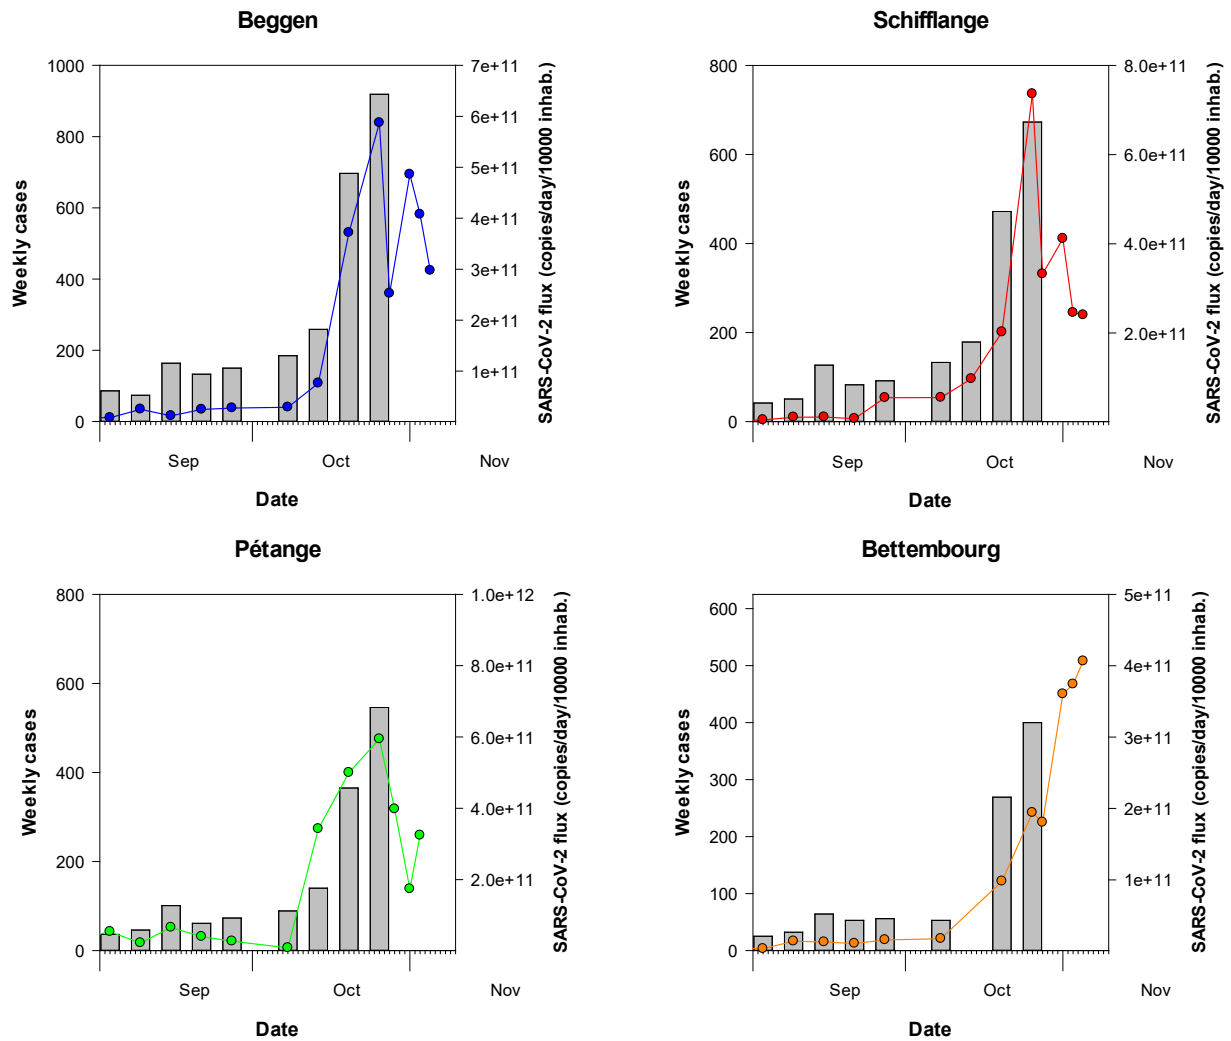 Beggen
1000
800
600
400
200
0
Weekly cases
7e+11
6e+11
5e+11
4e+11
3e+11
2e+11
1e+11
SARS-CoV-2 flux (copies/day/10000 inhab.)
Sep
Oct
Nov
Date
Schifflange
800
600
400
200
0
Weekly cases
8.0e+11
6.0e+11
4.0e+11
2.0e+11
SARS-CoV-2 flux (copies/day/10000 inhab.)
Sep
Oct
Nov
Date
Pétange
800
600
400
200
0
Weekly cases
1.0e+12
8.0e+11
6.0e+11
4.0e+11
2.0e+11
SARS-CoV-2 flux (copies/day/10000 inhab.)
Sep
Oct
Nov
Date
Bettembourg
600
500
400
300
200
100
0
Weekly cases
5e+11
4e+11
3e+11
2e+11
1e+11
SARS-CoV-2 flux (copies/day/10000 inhab.)
Sep
Oct
Nov
Date